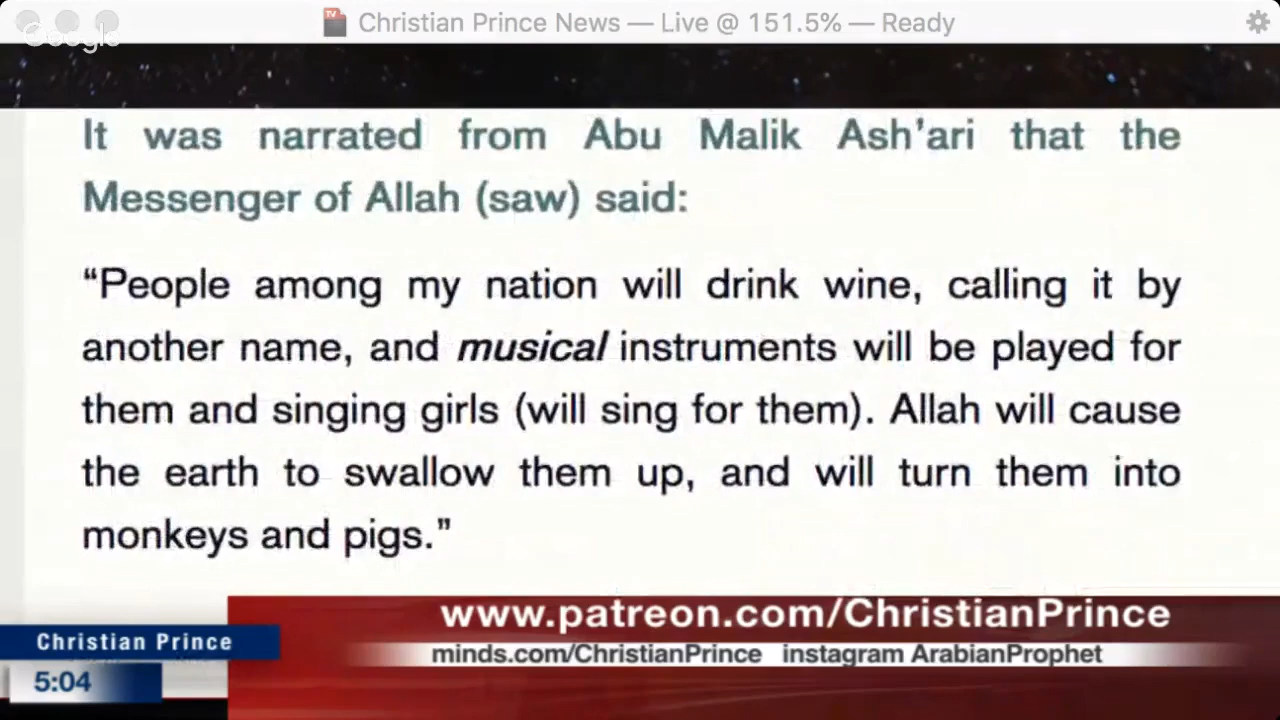 Christian Prince News — Live @ 151.5% — Ready
Google
It was narrated from Abu Malik Ash’ari that the
Messenger of Allah (saw) said:
“People among my nation will drink wine, calling it by
another name, and musical instruments will be played for
them and singing girls (will sing for them). Allah will cause
the earth to swallow them up, and will turn them into
monkeys and pigs.”
www.patreon.com/ChristianPrince
Christian Prince
minds.com/ChristianPrince instagram ArabianProphet
5:04